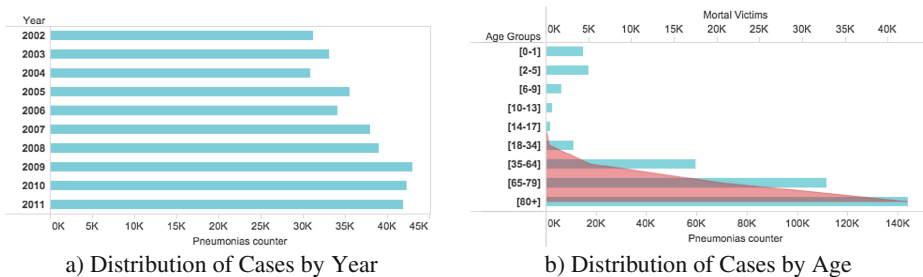 Year
2002
2003
2004
2005
2006
2007
2008
2009
2010
2011
0K 5K 10K 15K 20K 25K 30K 35K 40K 45K
Pneumonias counter
a) Distribution of Cases by Year
Mortal Victims
0K 5K 10K 15K 20K 25K 30K 35K 40K
Age Groups
[0-1]
[2-5]
[6-9]
[10-13]
[14-17]
[18-34]
[35-64]
[65-79]
[80+]
0K 20K 40K 60K 80K 100K 120K 140K
Pneumonias counter
b) Distribution of Cases by Age